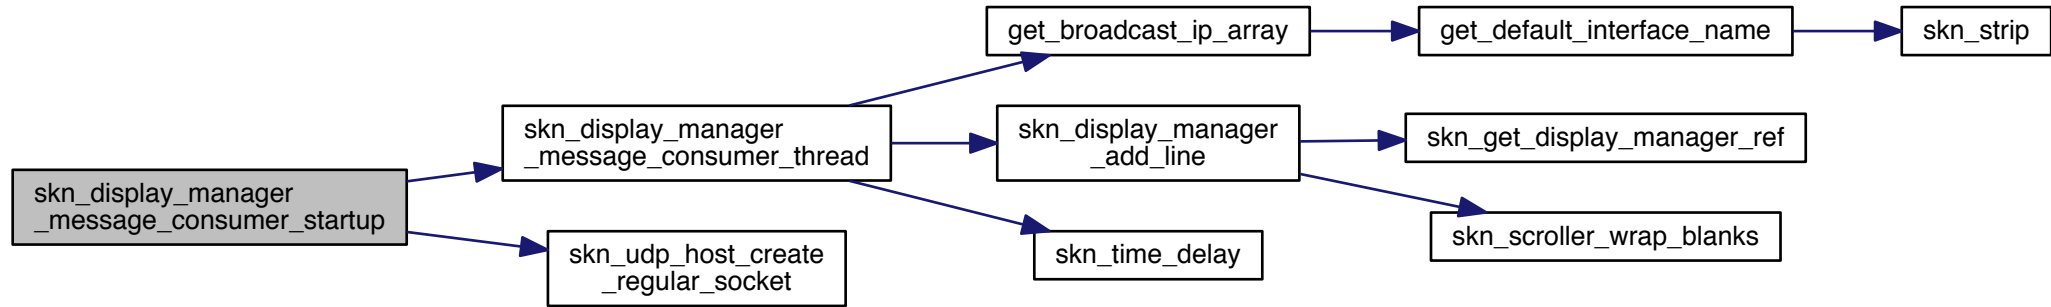 skn_display_manager
_message_consumer_startup
skn_display_manager
_message_consumer_thread
skn_udp_host_create
_regular_socket
get_broadcast_ip_array
skn_display_manager
_add_line
skn_time_delay
get_default_interface_name
skn_get_display_manager_ref
skn_scroller_wrap_blanks
skn_strip